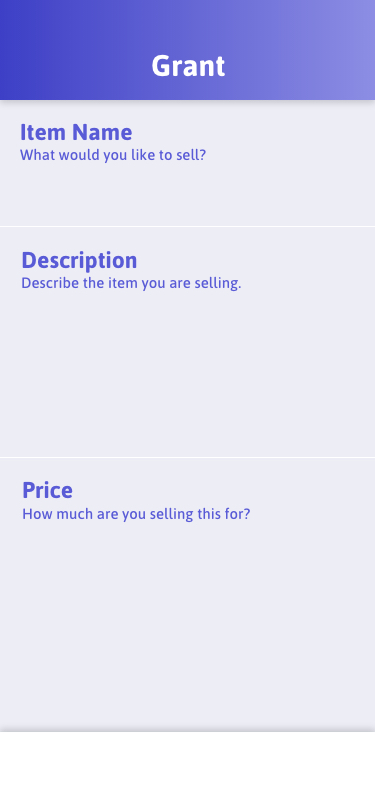 Grant
Item Name
What would you like to sell?
Description
Describe the item you are selling.
Price
How much are you selling this for?